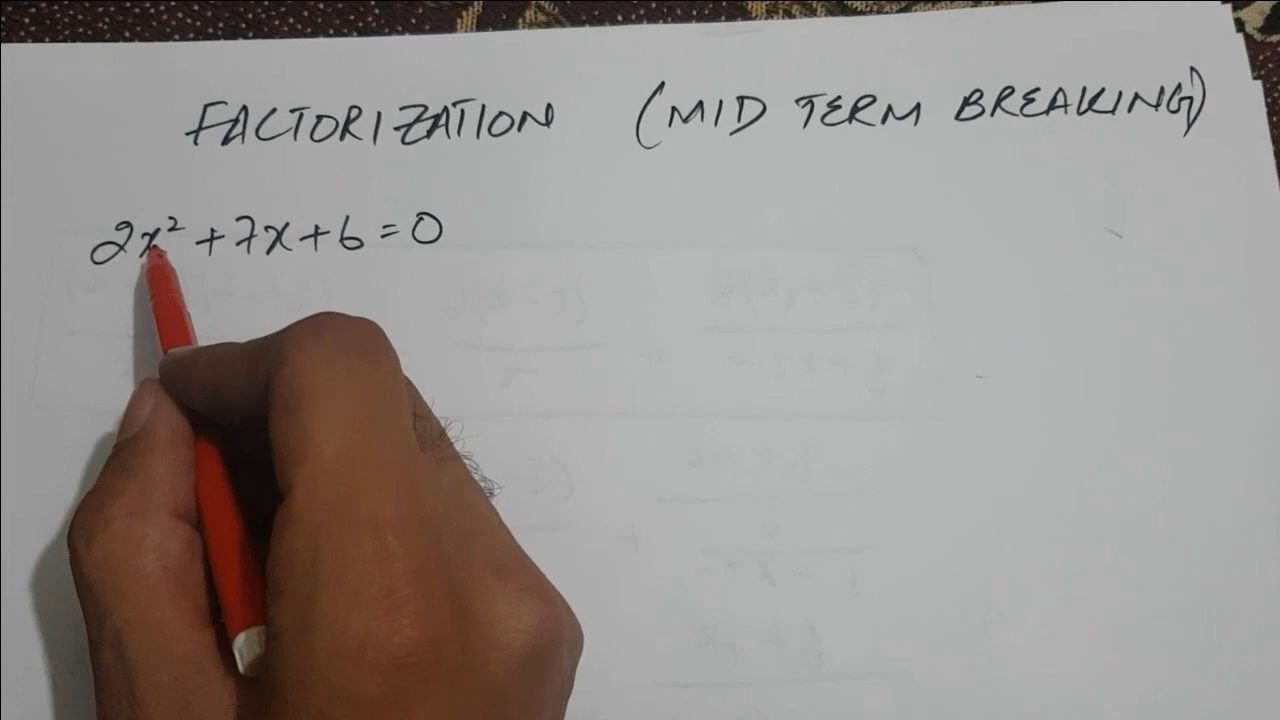 FACTORIZATION (MID TERM BREAKING)
2x² + 7x + 6 = 0